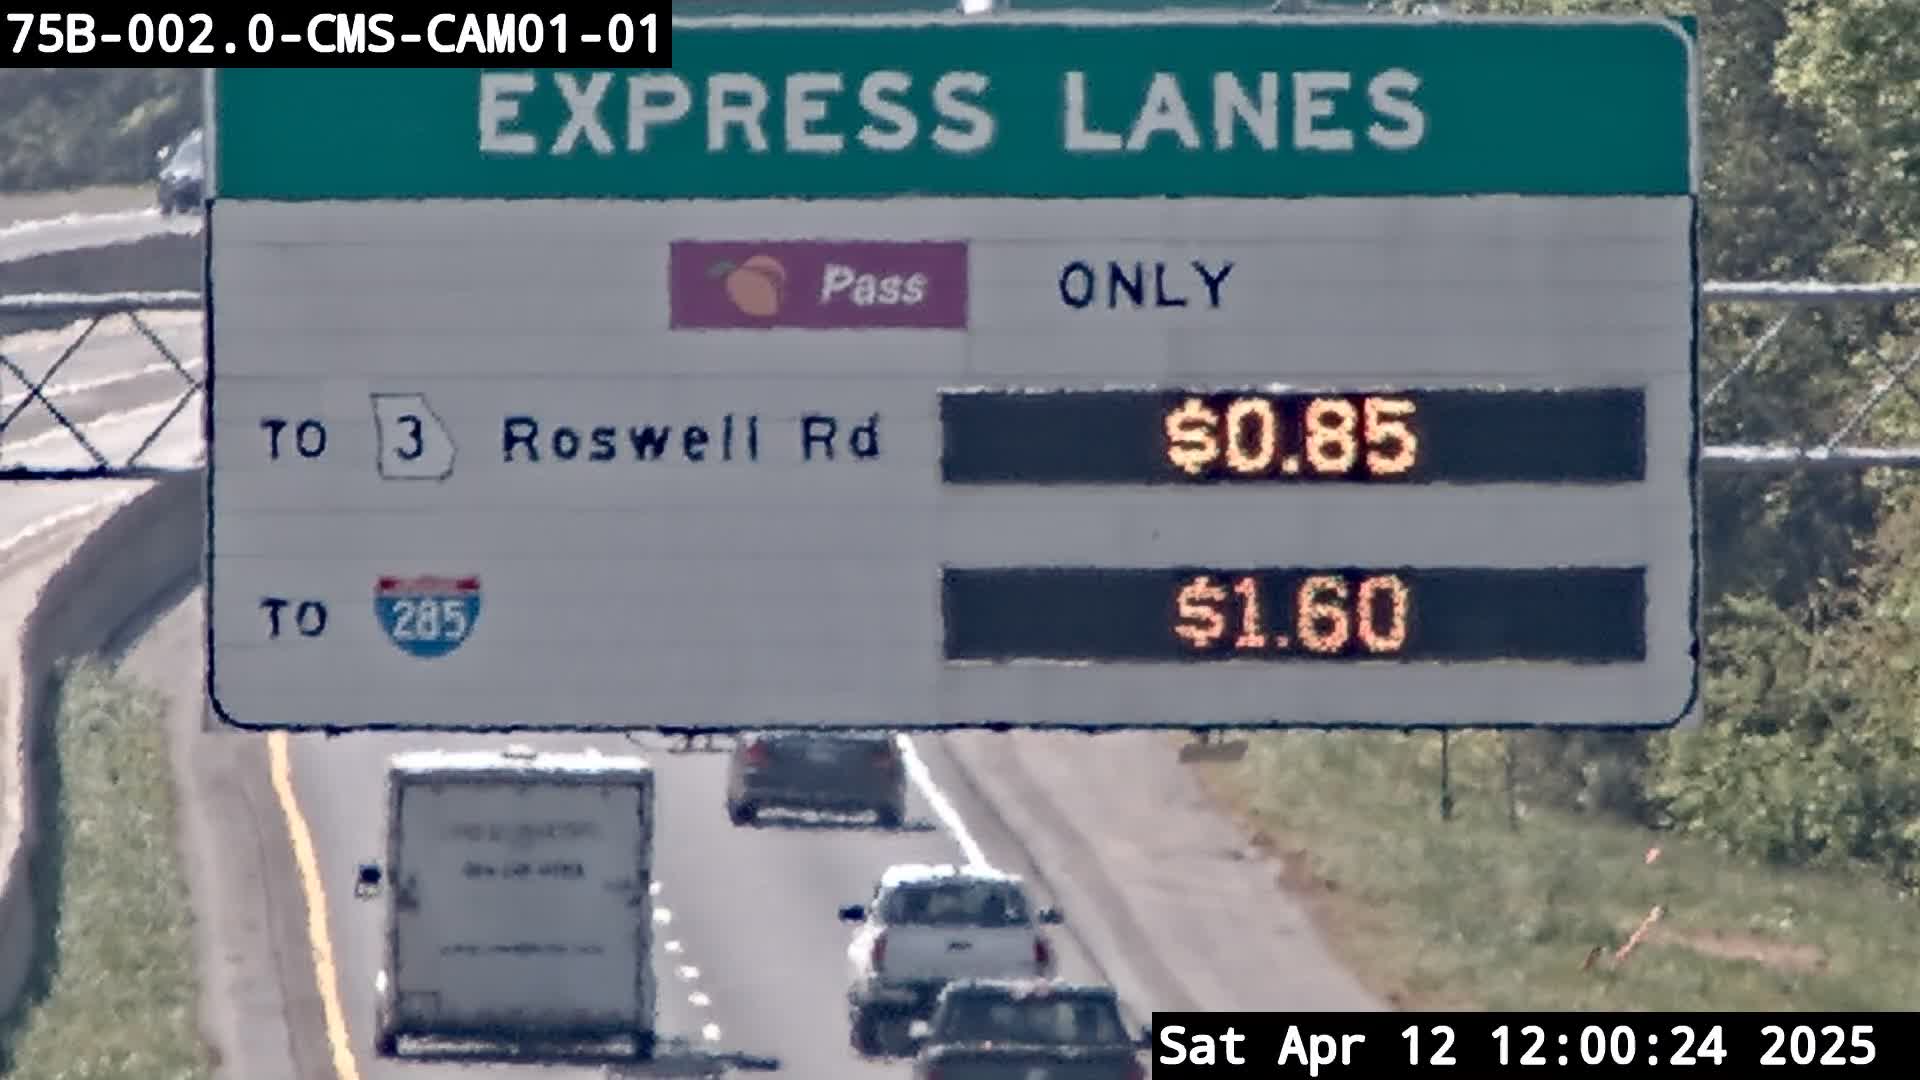 75B-002.0-CMS-CAM01-01
EXPRESS LANES
Pass ONLY
TO 3 Roswell Rd $0.85
TO 285 $1.60
Sat Apr 12 12:00:24 2025